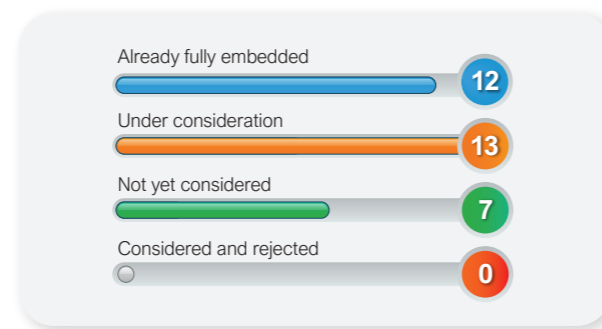 Already fully embedded
12
Under consideration
13
Not yet considered
7
Considered and rejected
0